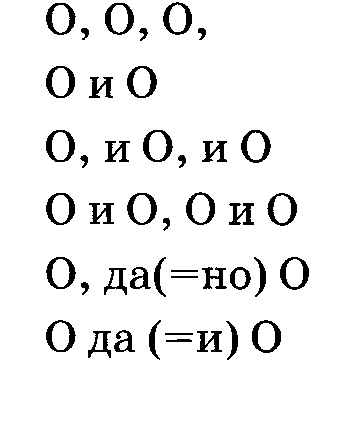 О, О, О,
О и О
О, и О, и О
О и О, О и О
О, да(=но) О
О да (=и) О